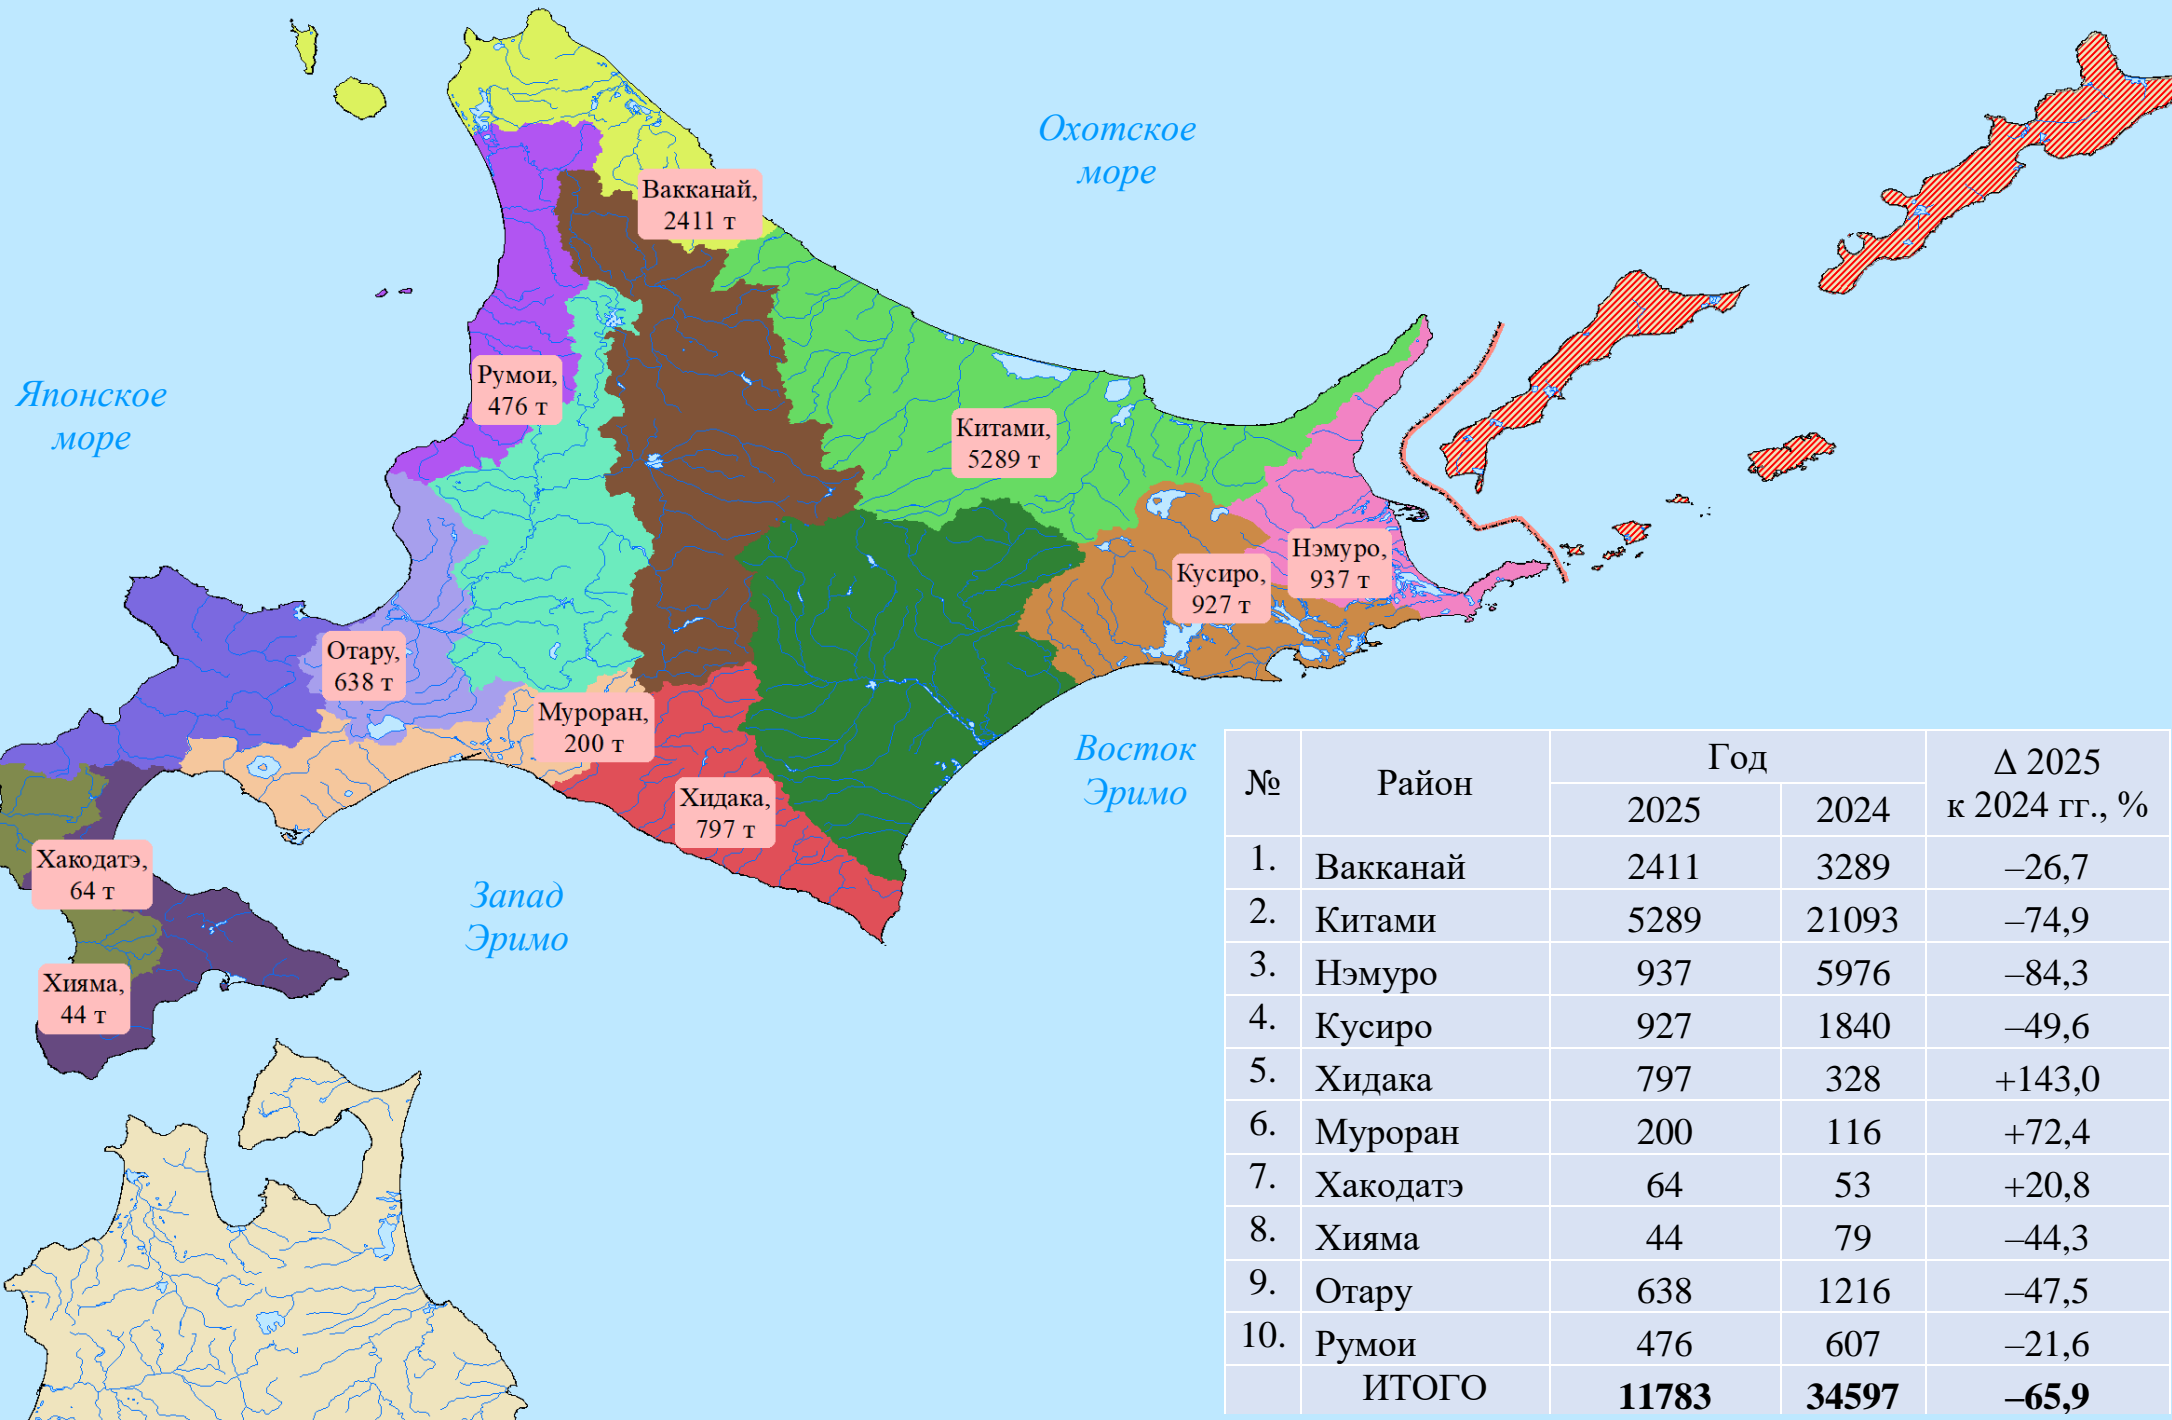 Охотское
море
Вакканай,
2411 т
Румои,
476 т
Японское
море
Китами,
5289 т
Нэмуро,
937 т
Кусиро,
927 т
Отару,
638 т
Муроран,
200 т
Хидака,
797 т
Восток
Эримо
Хакодатэ,
64 т
Запад
Эримо
Хияма,
44 т
№ Район Год Δ 2025
к 2024 гг., %
2025 2024
1. Вакканай 2411 3289 –26,7
2. Китами 5289 21093 –74,9
3. Нэмуро 937 5976 –84,3
4. Кусиро 927 1840 –49,6
5. Хидака 797 328 +143,0
6. Муроран 200 116 +72,4
7. Хакодатэ 64 53 +20,8
8. Хияма 44 79 –44,3
9. Отару 638 1216 –47,5
10. Румои 476 607 –21,6
ИТОГО 11783 34597 –65,9